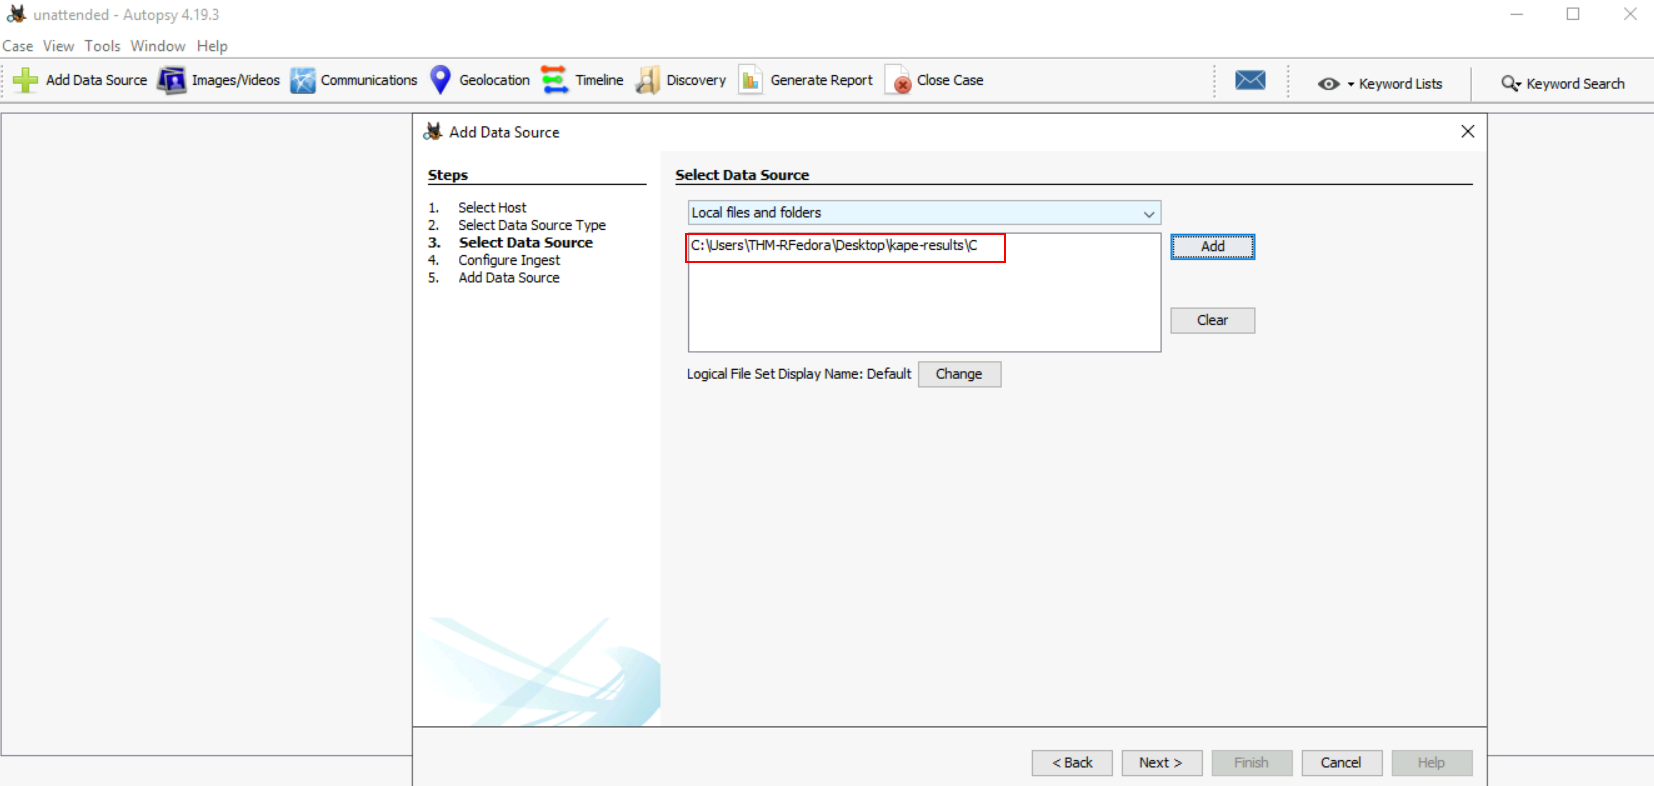 unattended - Autopsy 4.19.3
Case View Tools Window Help
Add Data Source Images/Videos Communications Geolocation Timeline Discovery Generate Report Close Case Keyword Lists Keyword Search
Add Data Source
Steps
1. Select Host
2. Select Data Source Type
3. Select Data Source
4. Configure Ingest
5. Add Data Source
Select Data Source
Local files and folders
C:\Users\THM-RFedora\Desktop\kape-results\C
Add
Clear
Logical File Set Display Name: Default Change
< Back Next > Finish Cancel Help